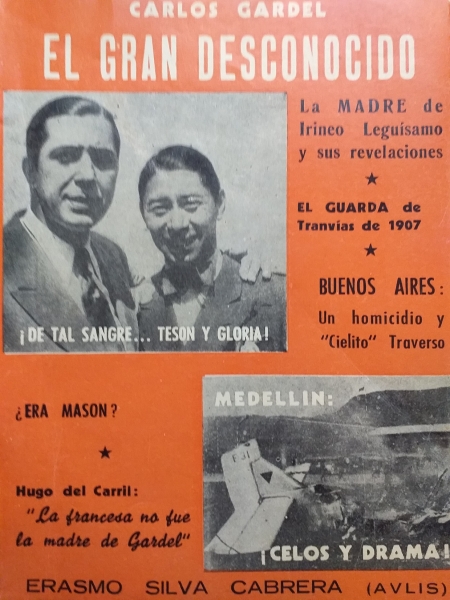 CARLOS GARDEL
EL GRAN DESCONOCIDO
La MADRE de
Irineo Leguísamo
y sus revelaciones
EL GUARDA de
Tranvías de 1907
BUENOS AIRES:
Un homicidio y
"Cielito" Traverso
¡DE TAL SANGRE... TESON Y GLORIA!
¿ERA MASON?
Hugo del Carril:
"La francesa no fue
la madre de Gardel"
MEDELLIN:
F31
¡CELOS Y DRAMA!
ERASMO SILVA CABRERA (AVLIS)